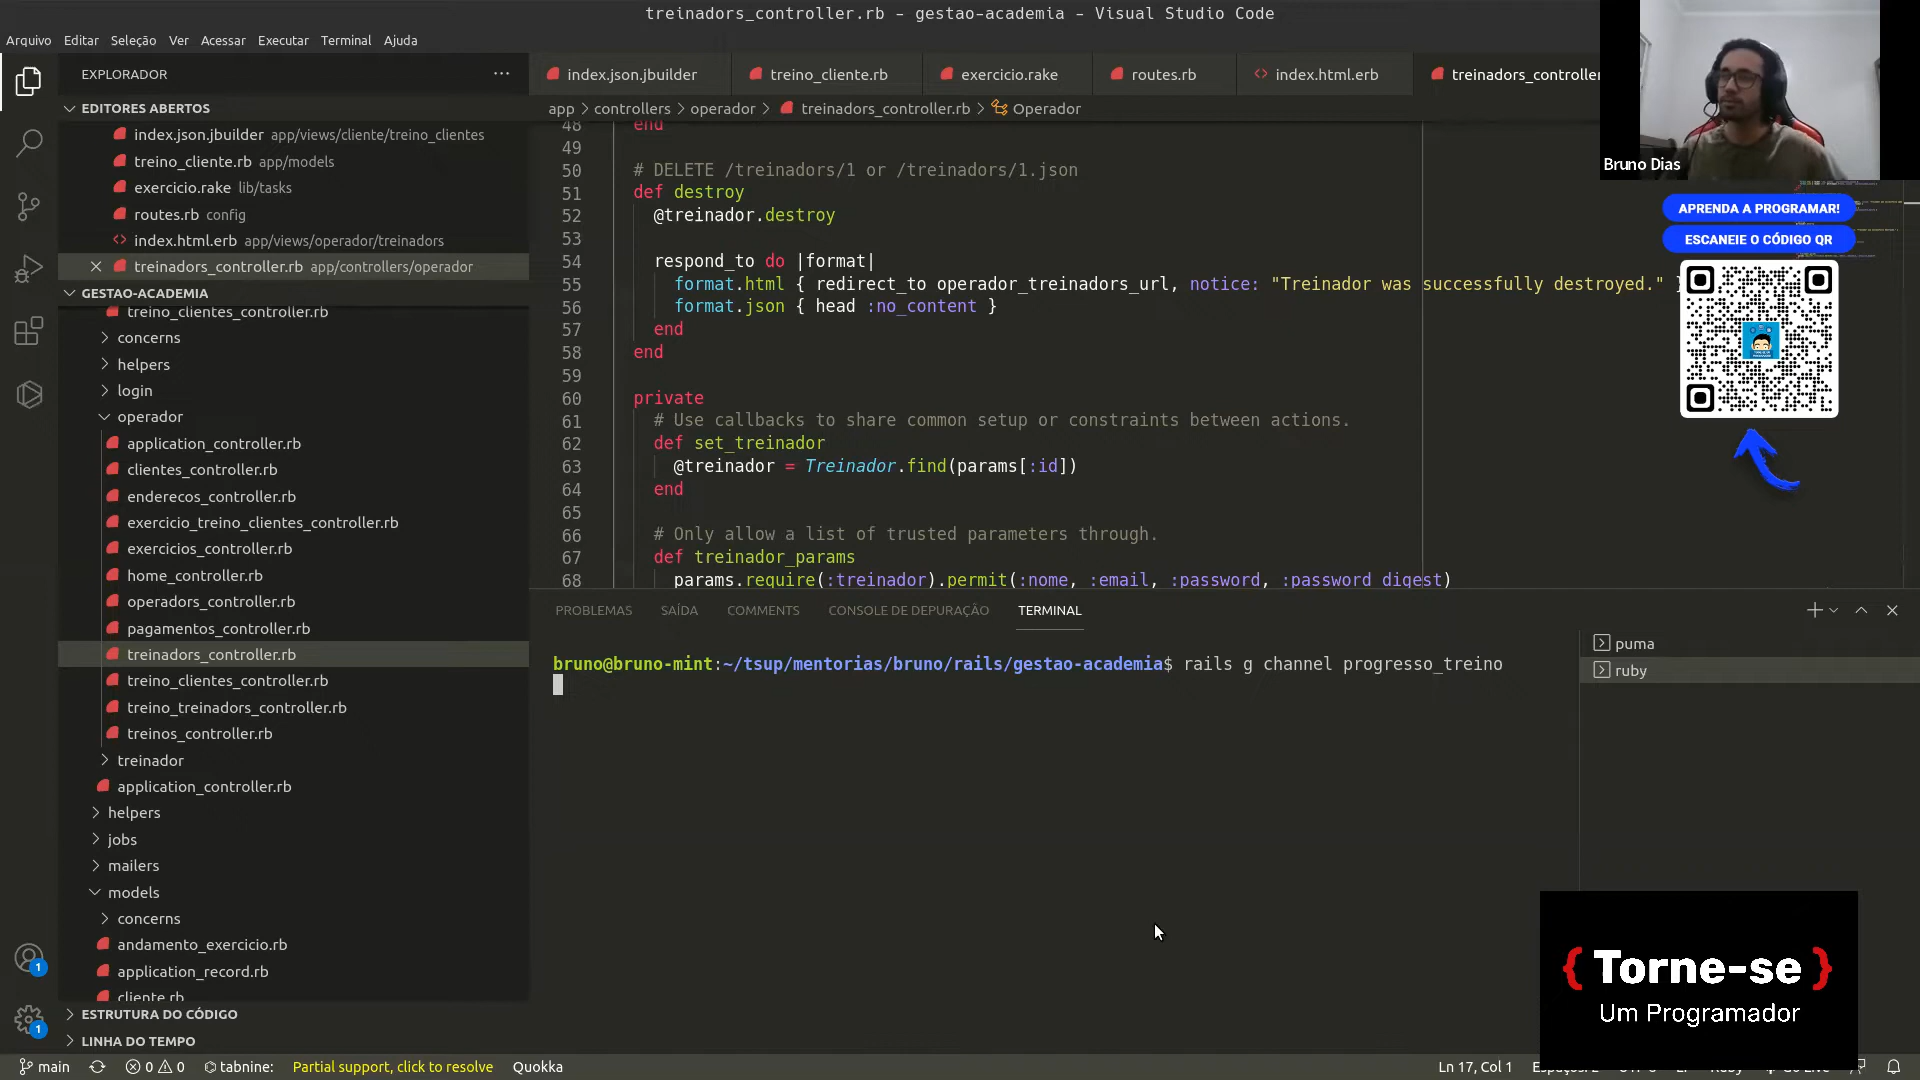 treinadors_controller.rb - gestao-academia - Visual Studio Code
Arquivo Editar Seleção Ver Acessar Executar Terminal Ajuda
EXPLORADOR
EDITORES ABERTOS
index.json.jbuilder app/views/cliente/treino_clientes
treino_cliente.rb app/models
exercicio.rake lib/tasks
routes.rb config
index.html.erb app/views/operador/treinadors
treinadors_controller.rb app/controllers/operador
GESTAO-ACADEMIA
treino_clientes_controller.rb
concerns
helpers
login
operador
application_controller.rb
clientes_controller.rb
enderecos_controller.rb
exercicio_treino_clientes_controller.rb
exercicios_controller.rb
home_controller.rb
operadors_controller.rb
pagamentos_controller.rb
treinadors_controller.rb
treino_clientes_controller.rb
treino_treinadors_controller.rb
treinos_controller.rb
treinador
application_controller.rb
helpers
jobs
mailers
models
concerns
andamento_exercicio.rb
application_record.rb
cliente.rb
ESTRUTURA DO CÓDIGO
LINHA DO TEMPO
index.json.jbuilder treino_cliente.rb exercicio.rake routes.rb index.html.erb treinadors_controller
app > controllers > operador > treinadors_controller.rb > Operador
48 end
49
50 # DELETE /treinadors/1 or /treinadors/1.json
51 def destroy
52 @treinador.destroy
53
54 respond_to do |format|
55 format.html { redirect_to operador_treinadors_url, notice: "Treinador was successfully destroyed." }
56 format.json { head :no_content }
57 end
58 end
59
60 private
61 # Use callbacks to share common setup or constraints between actions.
62 def set_treinador
63 @treinador = Treinador.find(params[:id])
64 end
65
66 # Only allow a list of trusted parameters through.
67 def treinador_params
68 params.require(:treinador).permit(:nome, :email, :password, :password_digest)
PROBLEMAS SAÍDA COMMENTS CONSOLE DE DEPURAÇÃO TERMINAL
bruno@bruno-mint:~/tsup/mentorias/bruno/rails/gestao-academia$ rails g channel progresso_treino
puma
ruby
Bruno Dias
APRENDA A PROGRAMAR!
ESCANEIE O CÓDIGO QR
{ Torne-se }
Um Programador
1
1
main 0 0 tabnine: Partial support, click to resolve Quokka
Ln 17, Col 1